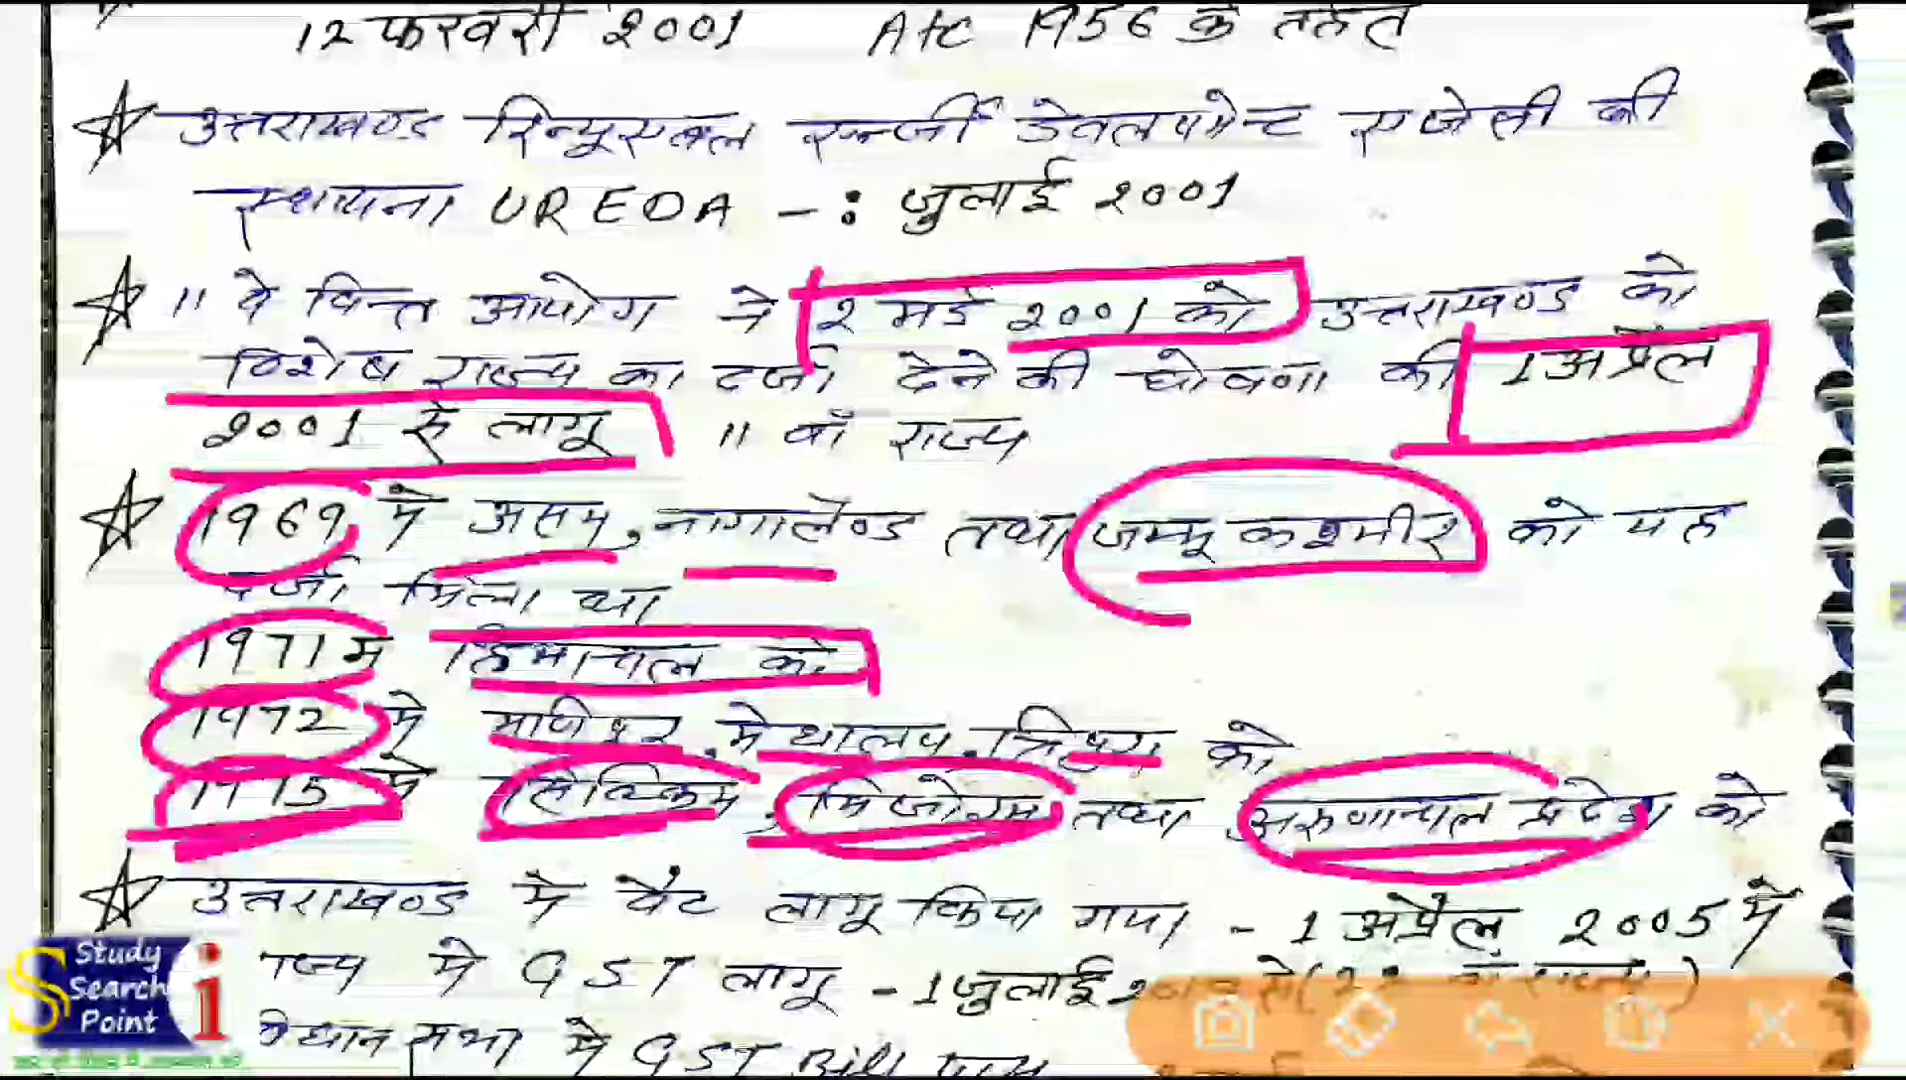 12 फरवरी 2001 Atc 1956 के तहत
उत्तराखण्ड रिन्यूएबल एनर्जी डेवलपमेन्ट एजेंसी की
स्थापना UREDA -: जुलाई 2001
11 वे वित्त आयोग ने 2 मई 2001 को उत्तराखण्ड को
विशेष राज्य का दर्जा देने की घोषणा की 1 अप्रैल
2001 से लागू 11 वाँ राज्य
1969 में असम, नागालैण्ड तथा जम्मू कश्मीर को यह
दर्जा मिला था
1971 में हिमाचल को
1972 में मणिपुर, मेघालय, त्रिपुरा को
1975 में सिक्किम, मिजोरम तथा अरुणाचल प्रदेश को
उत्तराखण्ड में वैट लागू किया गया - 1 अप्रैल 2005 में
राज्य में GST लागू - 1 जुलाई से राज्य)
विधान सभा में GST Bill पास
Study
Search
Point